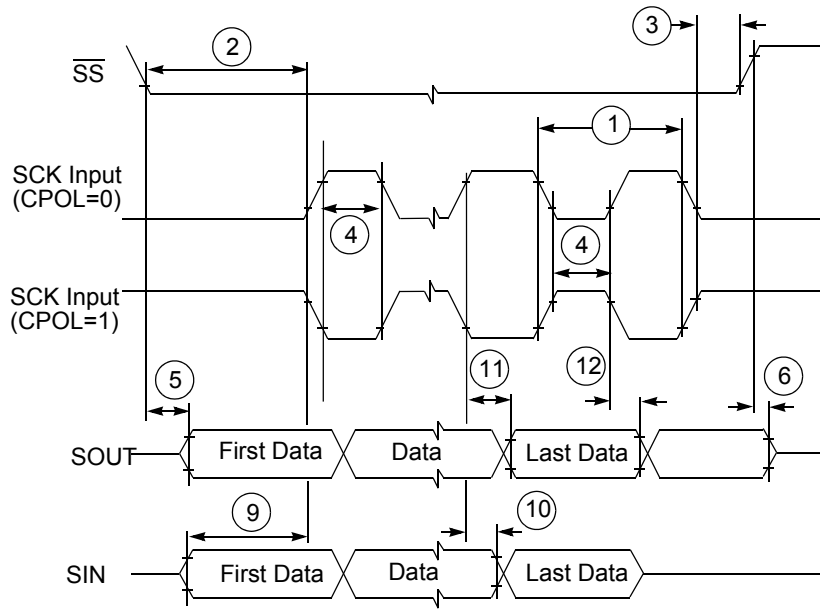 3
2
S̅S̅
1
SCK Input
(CPOL=0)
4
4
SCK Input
(CPOL=1)
5
11
12
6
SOUT
First Data
Data
Last Data
9
10
SIN
First Data
Data
Last Data